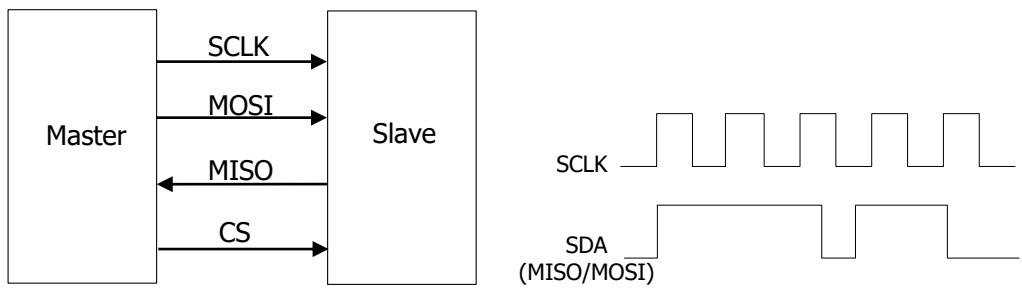 SCLK
MOSI
Master
Slave
MISO
CS
SCLK
SDA
(MISO/MOSI)